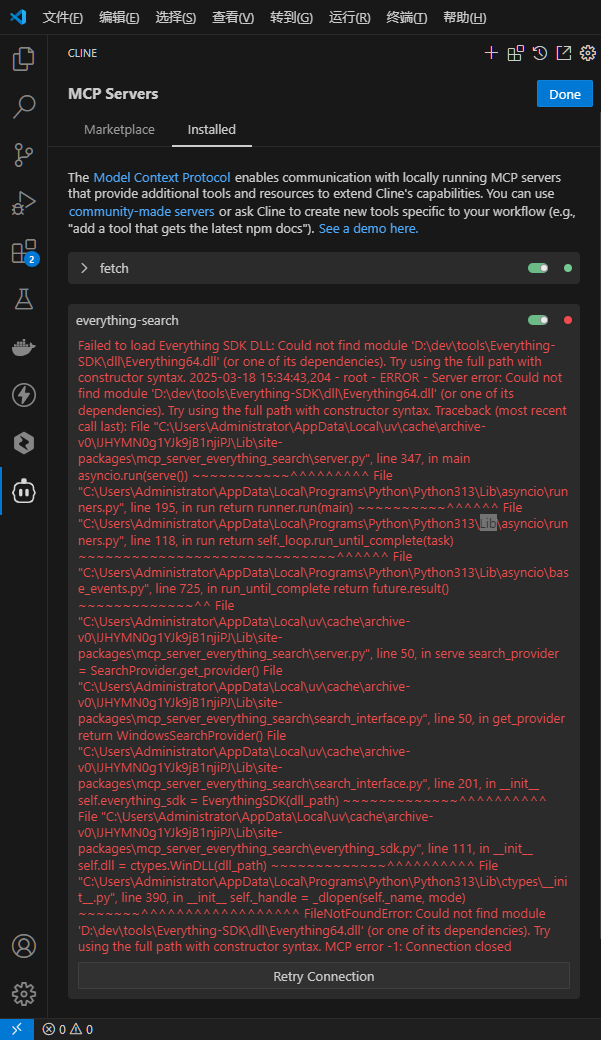 文件(F) 编辑(E) 选择(S) 查看(V) 转到(G) 运行(R) 终端(T) 帮助(H)
CLINE
MCP Servers
Done
Marketplace Installed
The Model Context Protocol enables communication with locally running MCP servers
that provide additional tools and resources to extend Cline's capabilities. You can use
community-made servers or ask Cline to create new tools specific to your workflow (e.g.,
"add a tool that gets the latest npm docs"). See a demo here.
fetch
2
everything-search
Failed to load Everything SDK DLL: Could not find module 'D:\dev\tools\Everything-
SDK\dll\Everything64.dll' (or one of its dependencies). Try using the full path with
constructor syntax. 2025-03-18 15:34:43,204 - root - ERROR - Server error: Could not
find module 'D:\dev\tools\Everything-SDK\dll\Everything64.dll' (or one of its
dependencies). Try using the full path with constructor syntax. Traceback (most recent
call last): File "C:\Users\Administrator\AppData\Local\uv\cache\archive-
v0\IJHYMN0g1YJk9jB1njiPJ\Lib\site-
packages\mcp_server_everything_search\server.py", line 347, in main
asyncio.run(serve()) ~~~~~~~~~~~^^^^^^^^^ File
"C:\Users\Administrator\AppData\Local\Programs\Python\Python313\Lib\asyncio\run
ners.py", line 195, in run return runner.run(main) ~~~~~~~~~~^^^^^^ File
"C:\Users\Administrator\AppData\Local\Programs\Python\Python313\Lib\asyncio\run
ners.py", line 118, in run return self._loop.run_until_complete(task)
~~~~~~~~~~~~~~~~~~~~~~~~~~~~~^^^^^^ File
"C:\Users\Administrator\AppData\Local\Programs\Python\Python313\Lib\asyncio\ba​se
e_events.py", line 725, in run_until_complete return future.result()
~~~~~~~~~~~~~^^ File
"C:\Users\Administrator\AppData\Local\uv\cache\archive-
v0\IJHYMN0g1YJk9jB1njiPJ\Lib\site-
packages\mcp_server_everything_search\server.py", line 50, in serve search_provider
= SearchProvider.get_provider() File
"C:\Users\Administrator\AppData\Local\uv\cache\archive-
v0\IJHYMN0g1YJk9jB1njiPJ\Lib\site-
packages\mcp_server_everything_search\search_interface.py", line 50, in get_provider
return WindowsSearchProvider() File
"C:\Users\Administrator\AppData\Local\uv\cache\archive-
v0\IJHYMN0g1YJk9jB1njiPJ\Lib\site-
packages\mcp_server_everything_search\search_interface.py", line 201, in __init__
self.everything_sdk = EverythingSDK(dll_path) ~~~~~~~~~~~~~^^^^^^^^^^
File "C:\Users\Administrator\AppData\Local\uv\cache\archive-
v0\IJHYMN0g1YJk9jB1njiPJ\Lib\site-
packages\mcp_server_everything_search\everything_sdk.py", line 111, in __init__
self.dll = ctypes.WinDLL(dll_path) ~~~~~~~~~~~~~^^^^^^^^^^ File
"C:\Users\Administrator\AppData\Local\Programs\Python\Python313\Lib\ctypes\__ini
t__.py", line 390, in __init__ self._handle = _dlopen(self._name, mode)
~~~~~~~^^^^^^^^^^^^^^^^^^ FileNotFoundError: Could not find module
'D:\dev\tools\Everything-SDK\dll\Everything64.dll' (or one of its dependencies). Try
using the full path with constructor syntax. MCP error -1: Connection closed
Retry Connection
0 0